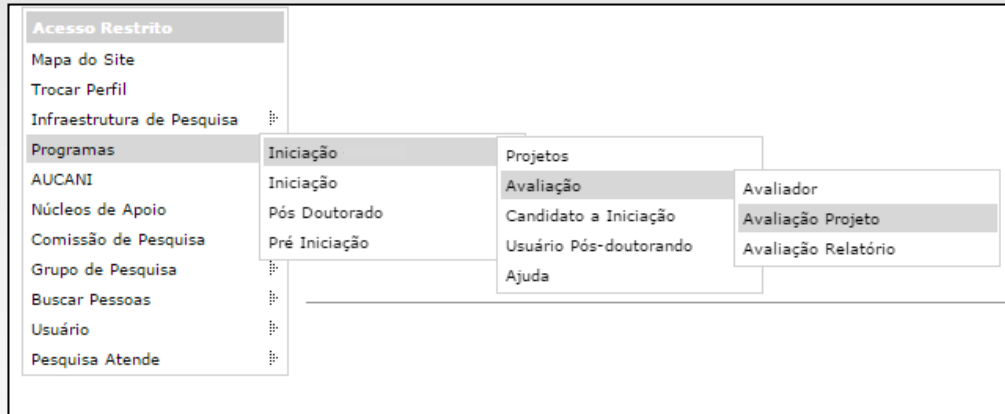 Acesso Restrito
Mapa do Site
Trocar Perfil
Infraestrutura de Pesquisa
Programas
AUCANI
Núcleos de Apoio
Comissão de Pesquisa
Grupo de Pesquisa
Buscar Pessoas
Usuário
Pesquisa Atende
Iniciação
Iniciação
Pós Doutorado
Pré Iniciação
Projetos
Avaliação
Candidato a Iniciação
Usuário Pós-doutorando
Ajuda
Avaliador
Avaliação Projeto
Avaliação Relatório